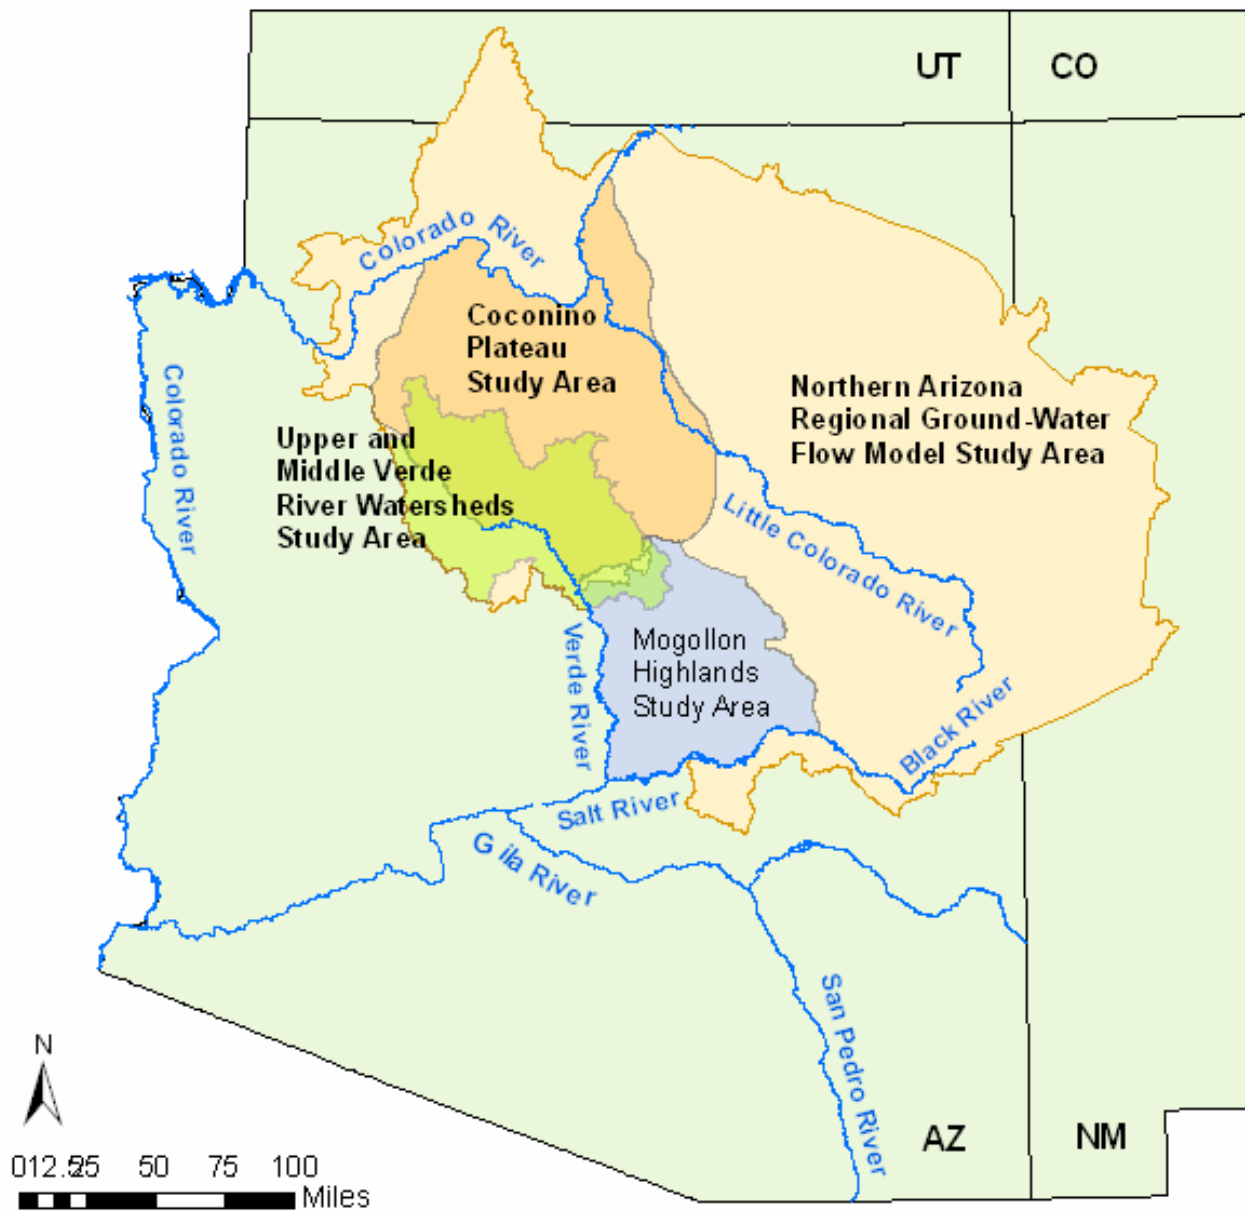 UT
CO
Colorado River
Coconino
Plateau
Study Area
Colorado River
Northern Arizona
Regional Ground-Water
Flow Model Study Area
Upper and
Middle Verde
River Watersheds
Study Area
Little Colorado River
Verde River
Mogollon
Highlands
Study Area
Black River
Salt River
Gila River
San Pedro River
N
AZ
NM
012.525 50 75 100
Miles